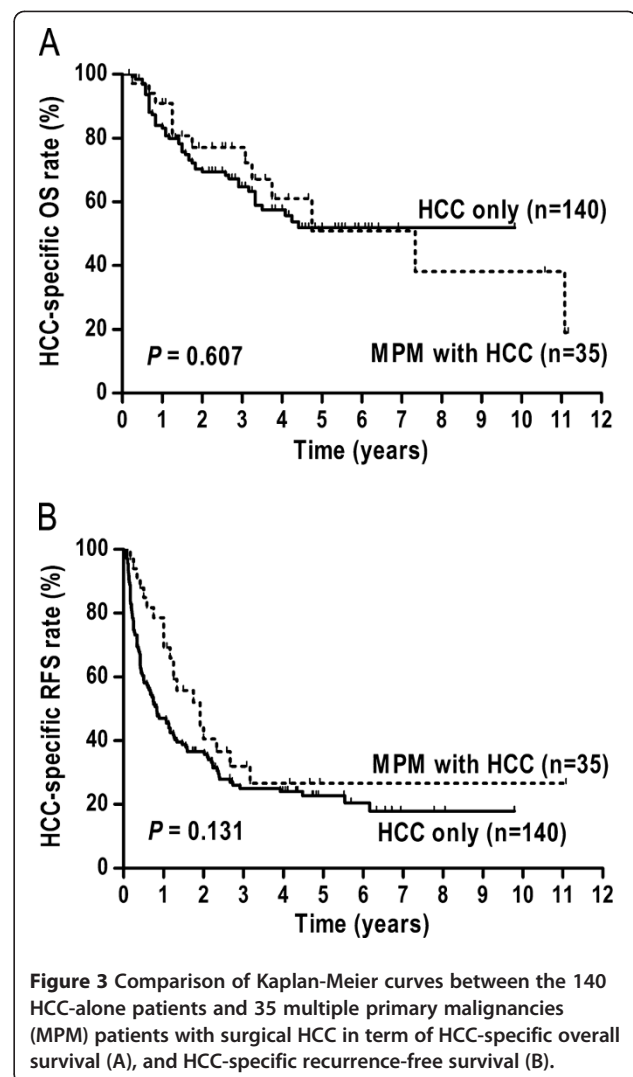 A
HCC-specific OS rate (%)
100
80
60
40
20
0
HCC only (n=140)
MPM with HCC (n=35)
P = 0.607
0 1 2 3 4 5 6 7 8 9 10 11 12
Time (years)
B
HCC-specific RFS rate (%)
100
80
60
40
20
0
MPM with HCC (n=35)
HCC only (n=140)
P = 0.131
0 1 2 3 4 5 6 7 8 9 10 11 12
Time (years)
Figure 3 Comparison of Kaplan-Meier curves between the 140
HCC-alone patients and 35 multiple primary malignancies
(MPM) patients with surgical HCC in term of HCC-specific overall
survival (A), and HCC-specific recurrence-free survival (B).